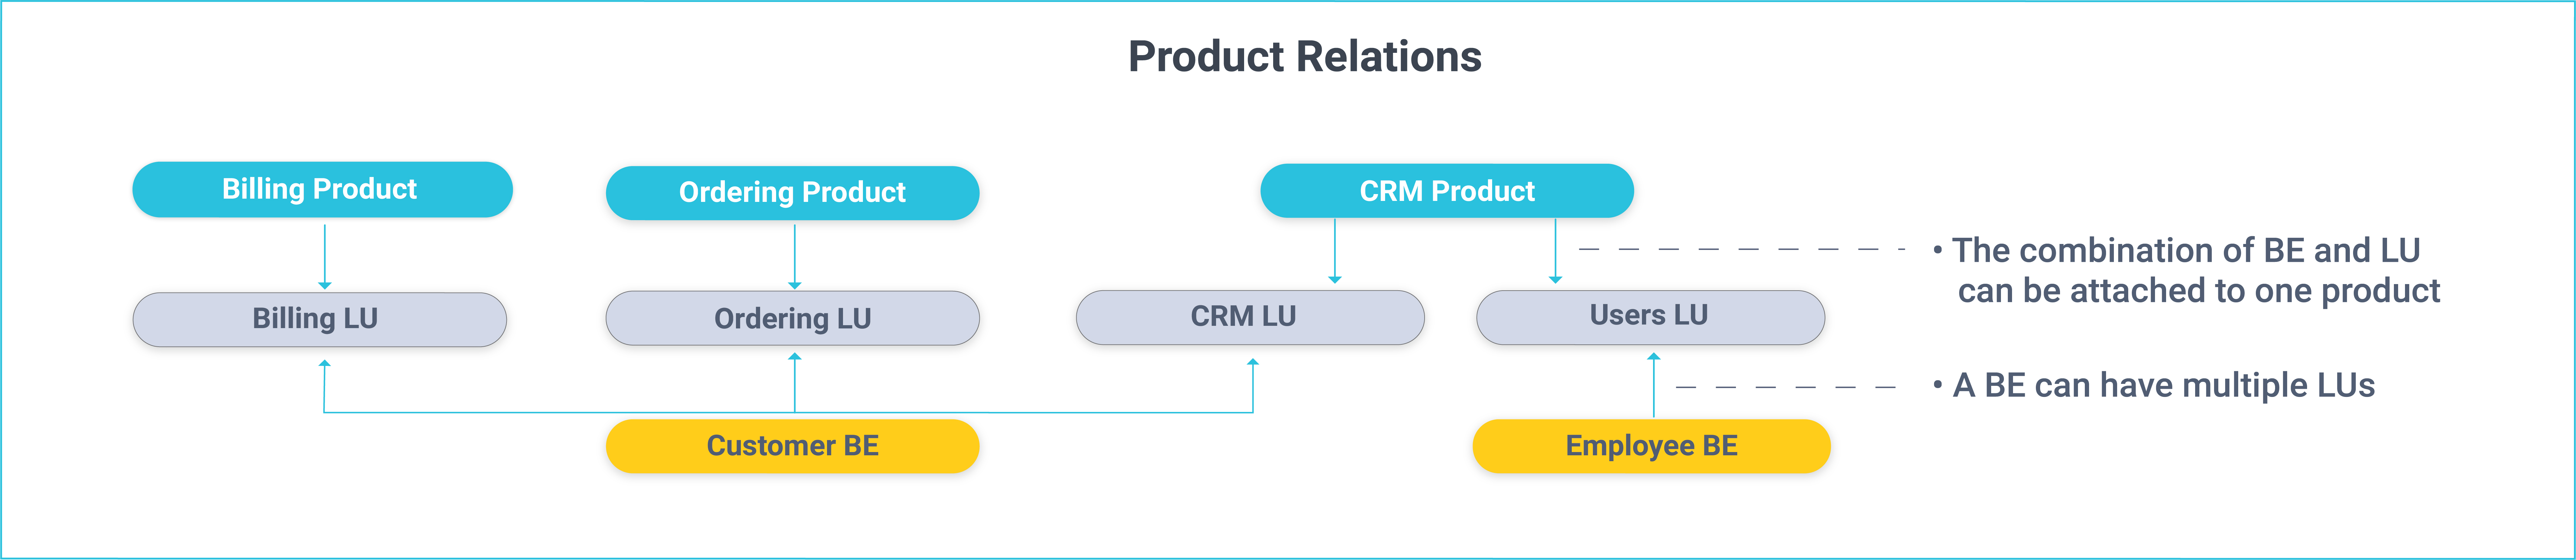 Product Relations
Billing Product
Ordering Product
CRM Product
• The combination of BE and LU
can be attached to one product
Billing LU
Ordering LU
CRM LU
Users LU
• A BE can have multiple LUs
Customer BE
Employee BE